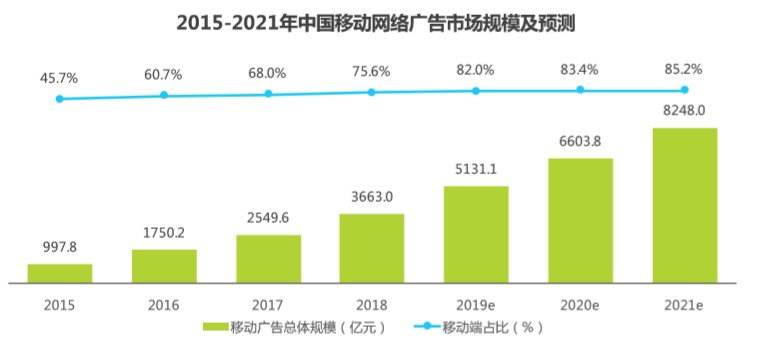 2015-2021年中国移动网络广告市场规模及预测
45.7% 60.7% 68.0% 75.6% 82.0% 83.4% 85.2%
997.8 1750.2 2549.6 3663.0 5131.1 6603.8 8248.0
2015 2016 2017 2018 2019e 2020e 2021e
移动广告总体规模（亿元） 移动端占比（%）